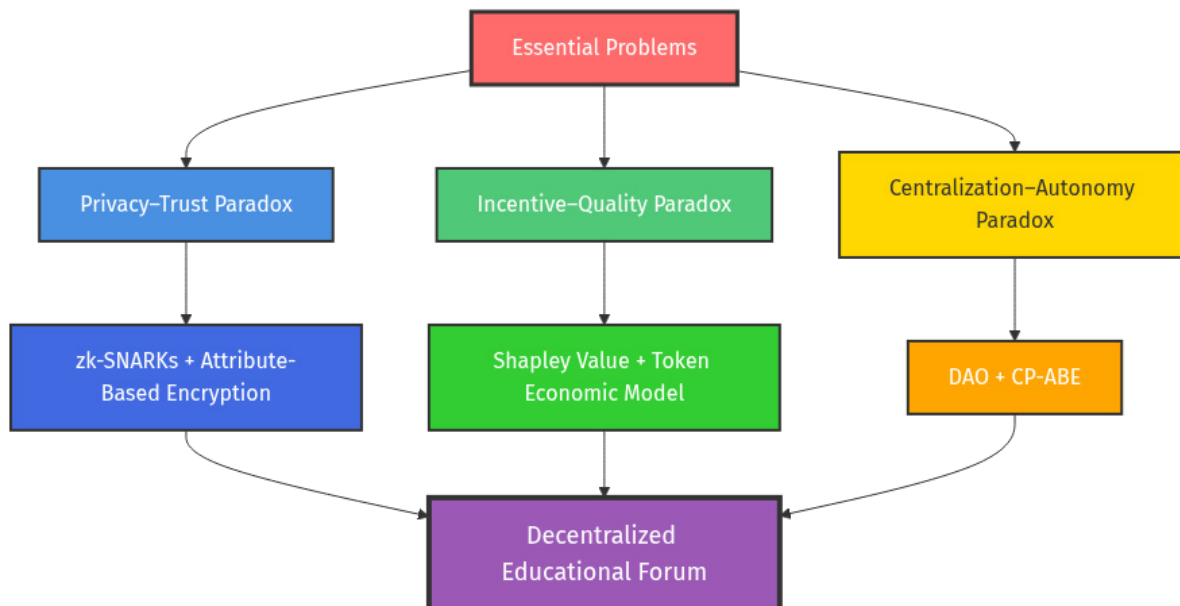 Essential Problems
Privacy–Trust Paradox
Incentive–Quality Paradox
Centralization–Autonomy
Paradox
zk-SNARKs + Attribute-
Based Encryption
Shapley Value + Token
Economic Model
DAO + CP-ABE
Decentralized
Educational Forum